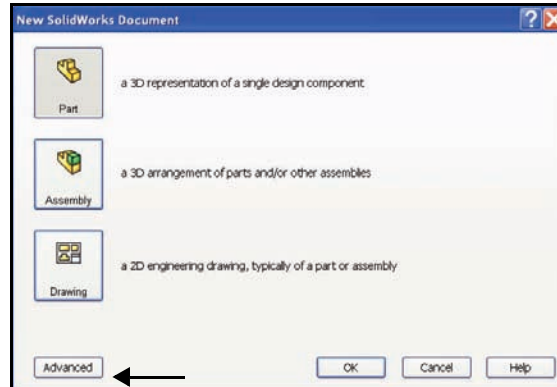 New SolidWorks Document
Part
a 3D representation of a single design component
Assembly
a 3D arrangement of parts and/or other assemblies
Drawing
a 2D engineering drawing, typically of a part or assembly
Advanced
OK
Cancel
Help